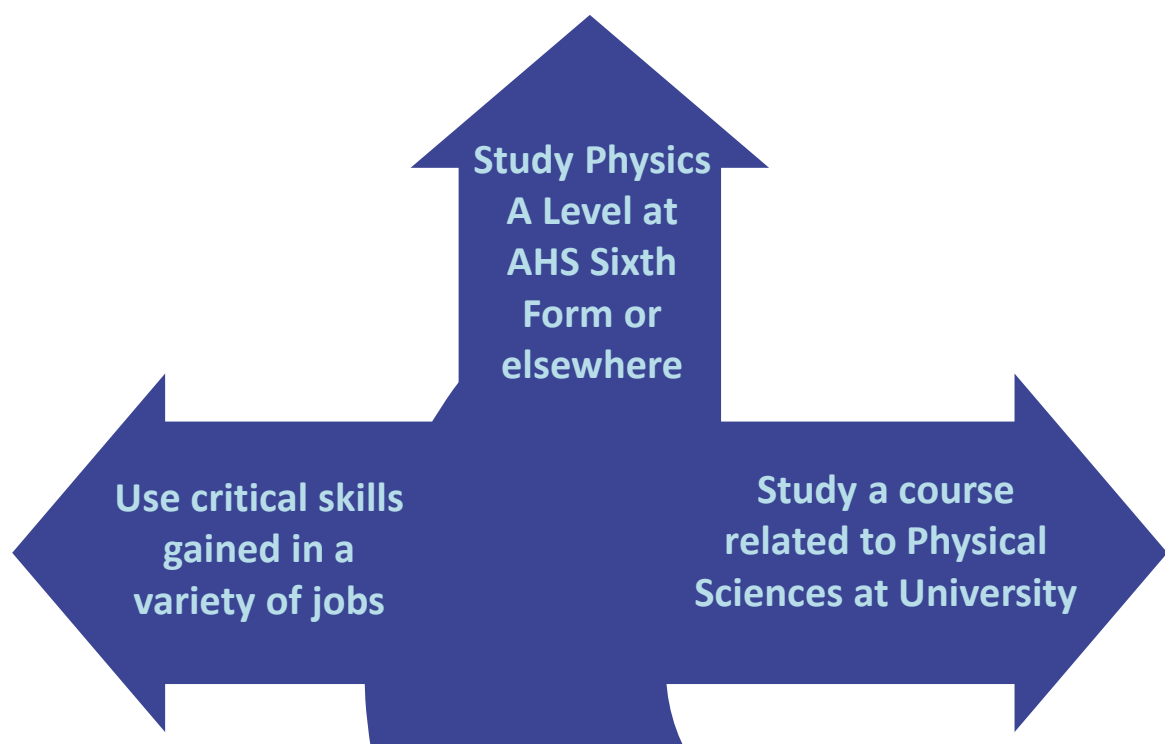 Study Physics
A Level at
AHS Sixth
Form or
elsewhere
Use critical skills
gained in a
variety of jobs
Study a course
related to Physical
Sciences at University